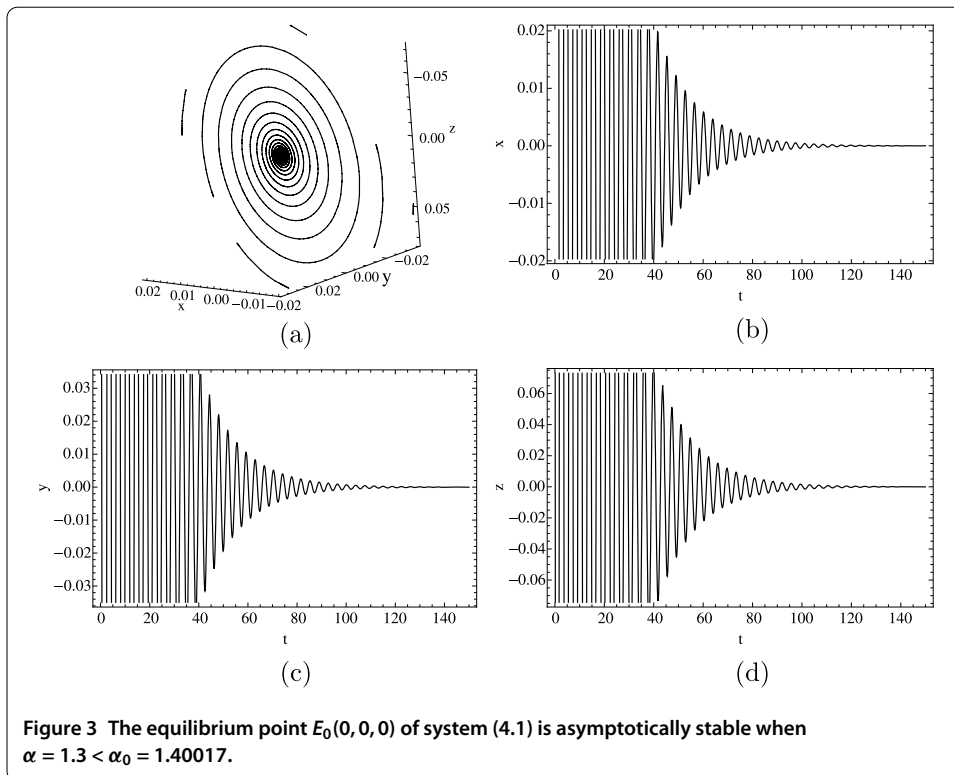 −0.05
0.00 z
0.05
−0.02
0.00
y
0.02
0.02 0.01 0.00 −0.01 −0.02
x
(a)
0.02
0.01
x 0.00
−0.01
−0.02
0 20 40 60 80 100 120 140
t
(b)
0.03
0.02
0.01
y 0.00
−0.01
−0.02
−0.03
0 20 40 60 80 100 120 140
t
(c)
0.06
0.04
0.02
z 0.00
−0.02
−0.04
−0.06
0 20 40 60 80 100 120 140
t
(d)
Figure 3 The equilibrium point E₀(0, 0, 0) of system (4.1) is asymptotically stable when
α = 1.3 < α₀ = 1.40017.